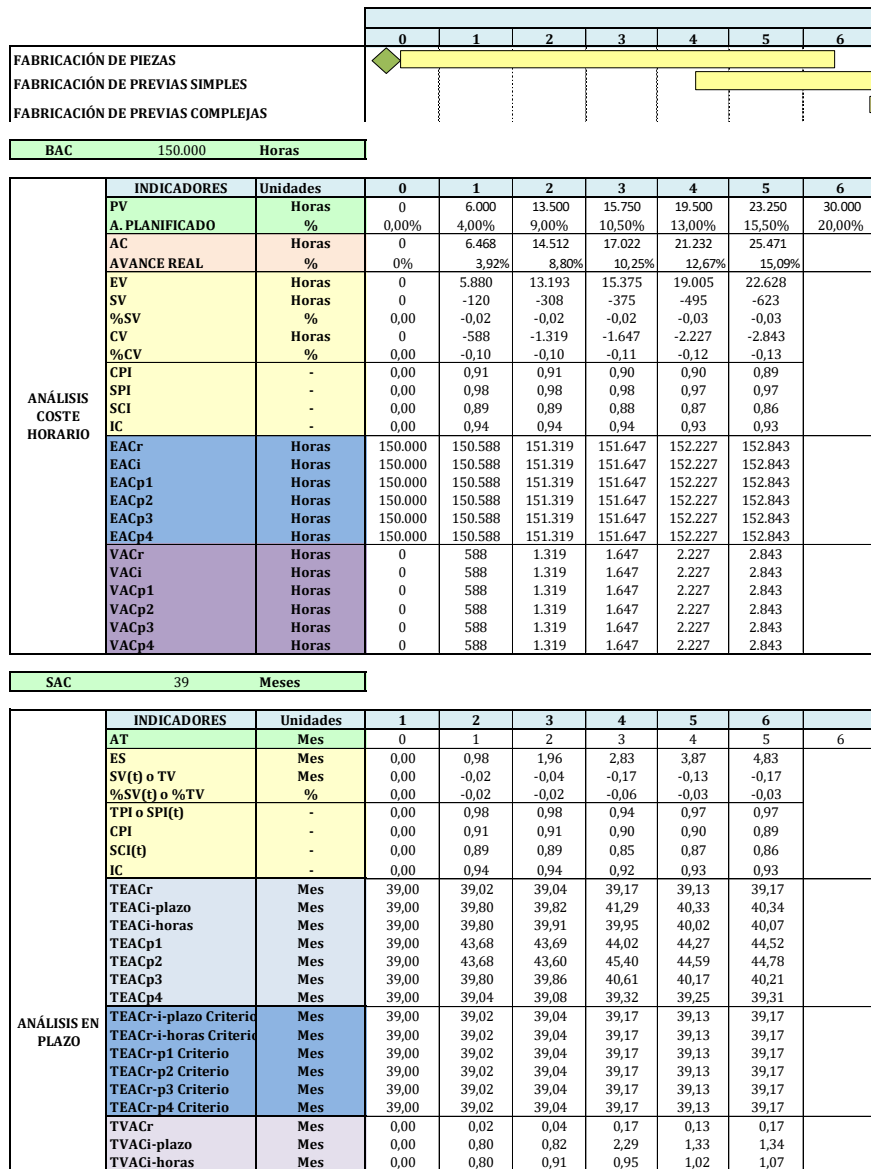 0 1 2 3 4 5 6
FABRICACIÓN DE PIEZAS
FABRICACIÓN DE PREVIAS SIMPLES
FABRICACIÓN DE PREVIAS COMPLEJAS
BAC 150.000 Horas
INDICADORES Unidades 0 1 2 3 4 5 6
PV Horas 0 6.000 13.500 15.750 19.500 23.250 30.000
A. PLANIFICADO % 0,00% 4,00% 9,00% 10,50% 13,00% 15,50% 20,00%
AC Horas 0 6.468 14.512 17.022 21.232 25.471
AVANCE REAL % 0% 3,92% 8,80% 10,25% 12,67% 15,09%
EV Horas 0 5.880 13.193 15.375 19.005 22.628
SV Horas 0 -120 -308 -375 -495 -623
%SV % 0,00 -0,02 -0,02 -0,02 -0,03 -0,03
CV Horas 0 -588 -1.319 -1.647 -2.227 -2.843
%CV % 0,00 -0,10 -0,10 -0,11 -0,12 -0,13
CPI - 0,00 0,91 0,91 0,90 0,90 0,89
SPI - 0,00 0,98 0,98 0,98 0,97 0,97
ANÁLISIS COSTE HORARIO
SCI - 0,00 0,89 0,89 0,88 0,87 0,86
IC - 0,00 0,94 0,94 0,94 0,93 0,93
EACr Horas 150.000 150.588 151.319 151.647 152.227 152.843
EACi Horas 150.000 150.588 151.319 151.647 152.227 152.843
EACp1 Horas 150.000 150.588 151.319 151.647 152.227 152.843
EACp2 Horas 150.000 150.588 151.319 151.647 152.227 152.843
EACp3 Horas 150.000 150.588 151.319 151.647 152.227 152.843
EACp4 Horas 150.000 150.588 151.319 151.647 152.227 152.843
VACr Horas 0 588 1.319 1.647 2.227 2.843
VACi Horas 0 588 1.319 1.647 2.227 2.843
VACp1 Horas 0 588 1.319 1.647 2.227 2.843
VACp2 Horas 0 588 1.319 1.647 2.227 2.843
VACp3 Horas 0 588 1.319 1.647 2.227 2.843
VACp4 Horas 0 588 1.319 1.647 2.227 2.843
SAC 39 Meses
INDICADORES Unidades 1 2 3 4 5 6
AT Mes 0 1 2 3 4 5 6
ES Mes 0,00 0,98 1,96 2,83 3,87 4,83
SV(t) o TV Mes 0,00 -0,02 -0,04 -0,17 -0,13 -0,17
%SV(t) o %TV % 0,00 -0,02 -0,02 -0,06 -0,03 -0,03
TPI o SPI(t) - 0,00 0,98 0,98 0,94 0,97 0,97
CPI - 0,00 0,91 0,91 0,90 0,90 0,89
SCI(t) - 0,00 0,89 0,89 0,85 0,87 0,86
IC - 0,00 0,94 0,94 0,92 0,93 0,93
TEACr Mes 39,00 39,02 39,04 39,17 39,13 39,17
TEACi-plazo Mes 39,00 39,80 39,82 41,29 40,33 40,34
TEACi-horas Mes 39,00 39,80 39,91 39,95 40,02 40,07
TEACp1 Mes 39,00 43,68 43,69 44,02 44,27 44,52
TEACp2 Mes 39,00 43,68 43,60 45,40 44,59 44,78
TEACp3 Mes 39,00 39,80 39,86 40,61 40,17 40,21
TEACp4 Mes 39,00 39,04 39,08 39,32 39,25 39,31
ANÁLISIS EN PLAZO
TEACr-i-plazo Criterio Mes 39,00 39,02 39,04 39,17 39,13 39,17
TEACr-i-horas Criterio Mes 39,00 39,02 39,04 39,17 39,13 39,17
TEACr-p1 Criterio Mes 39,00 39,02 39,04 39,17 39,13 39,17
TEACr-p2 Criterio Mes 39,00 39,02 39,04 39,17 39,13 39,17
TEACr-p3 Criterio Mes 39,00 39,02 39,04 39,17 39,13 39,17
TEACr-p4 Criterio Mes 39,00 39,02 39,04 39,17 39,13 39,17
TVACr Mes 0,00 0,02 0,04 0,17 0,13 0,17
TVACi-plazo Mes 0,00 0,80 0,82 2,29 1,33 1,34
TVACi-horas Mes 0,00 0,80 0,91 0,95 1,02 1,07